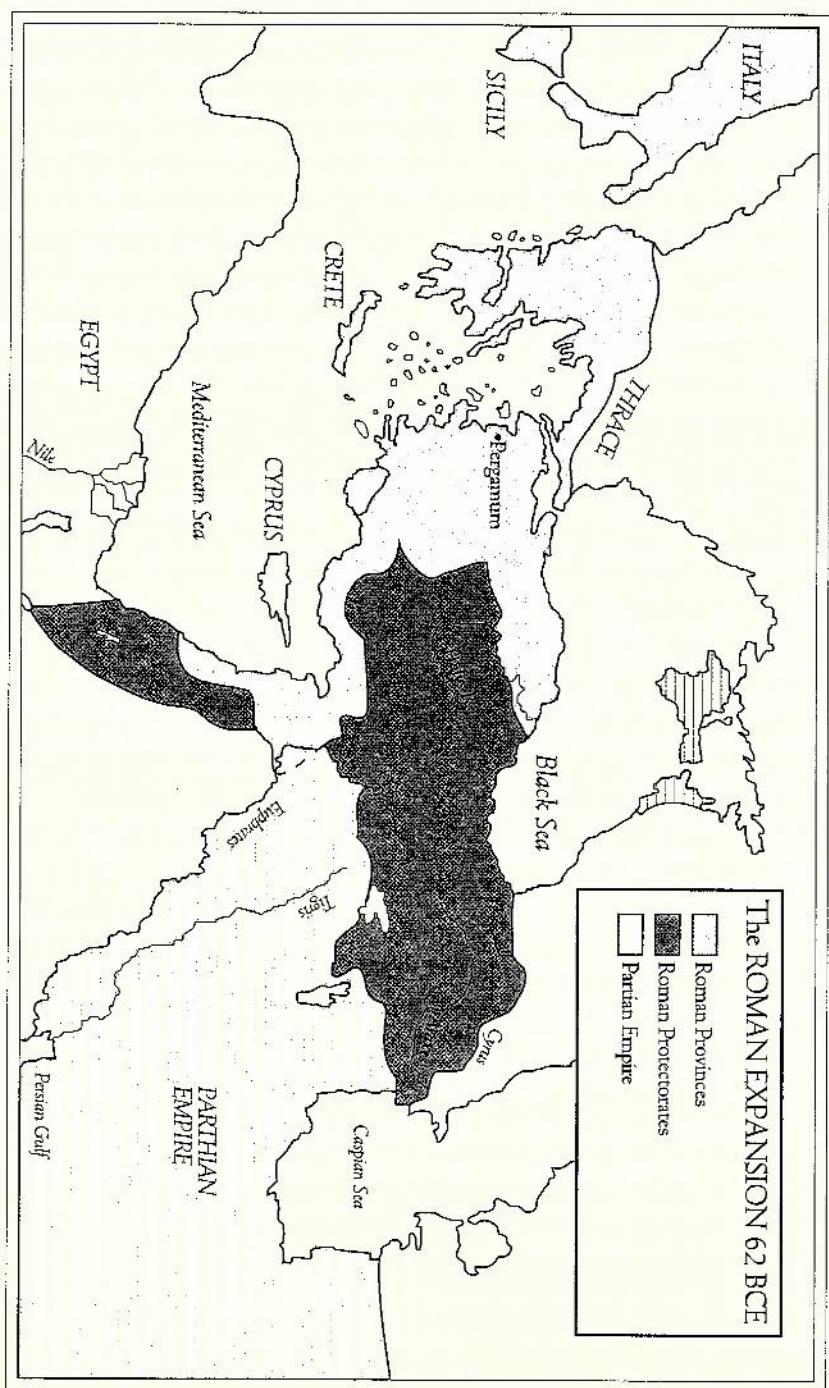 The ROMAN EXPANSION 62 BCE
Roman Provinces
Roman Protectorates
Partian Empire
ITALY
SICILY
THRACE
Black Sea
Pergamum
CRETE
Cyrus
Caspian Sea
CYPRUS
Mediterranean Sea
Euphrates
Tigris
PARTHIAN
EMPIRE
EGYPT
Nile
Persian Gulf